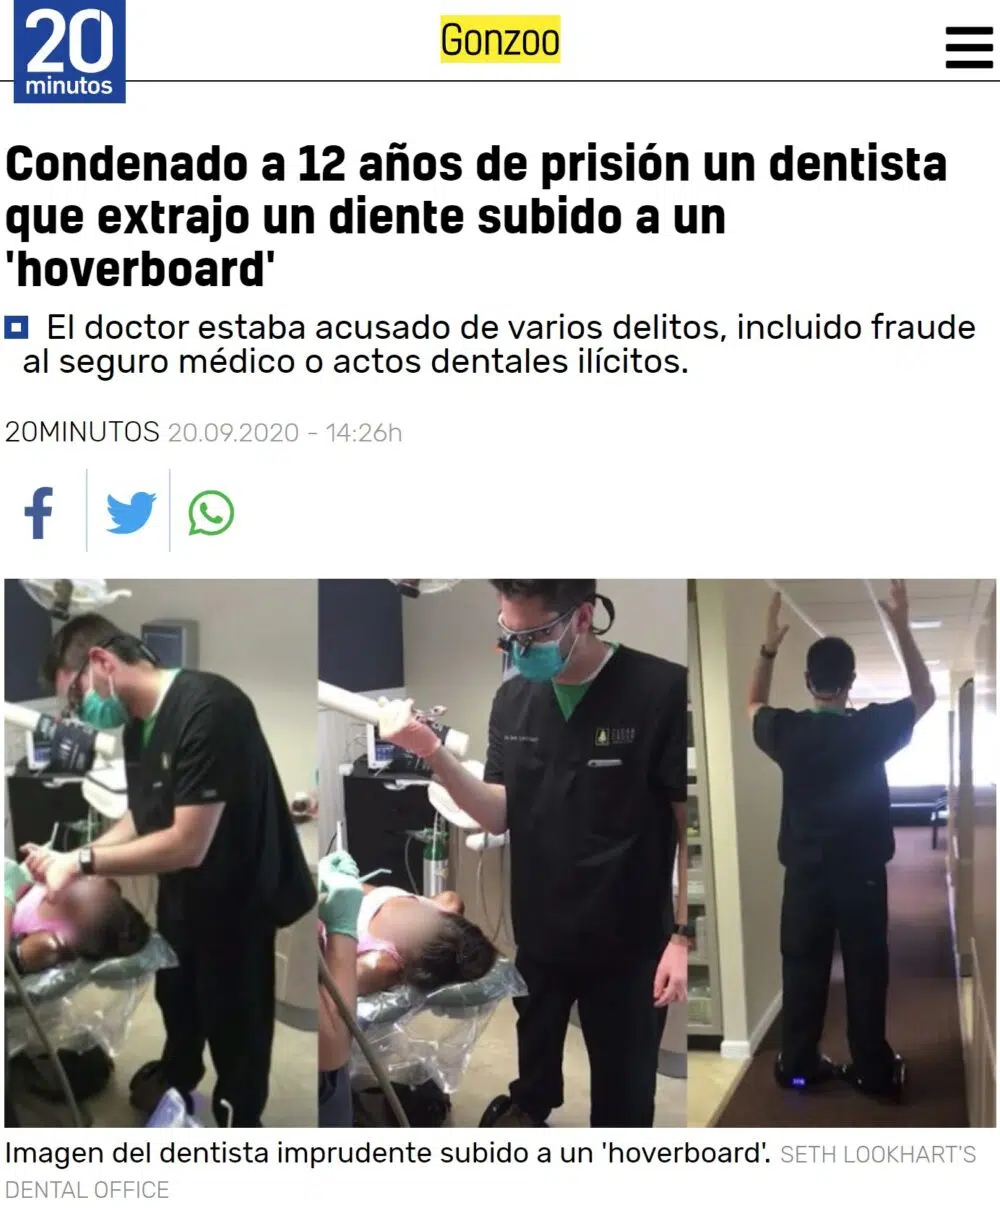 20
minutos
Gonzoo
Condenado a 12 años de prisión un dentista
que extrajo un diente subido a un
'hoverboard'
El doctor estaba acusado de varios delitos, incluido fraude
al seguro médico o actos dentales ilícitos.
20MINUTOS 20.09.2020 - 14:26h
Imagen del dentista imprudente subido a un 'hoverboard'. SETH LOOKHART'S
DENTAL OFFICE